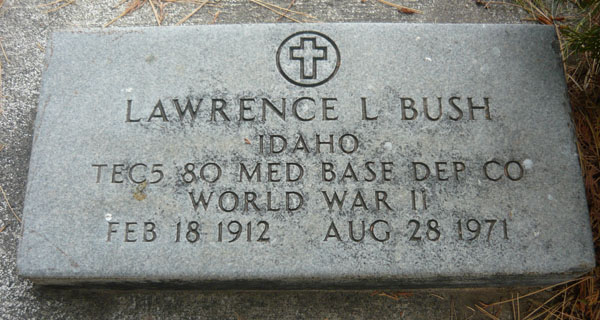 LAWRENCE L BUSH
IDAHO
TEC5 80 MED BASE DEP CO
WORLD WAR II
FEB 18 1912 AUG 28 1971